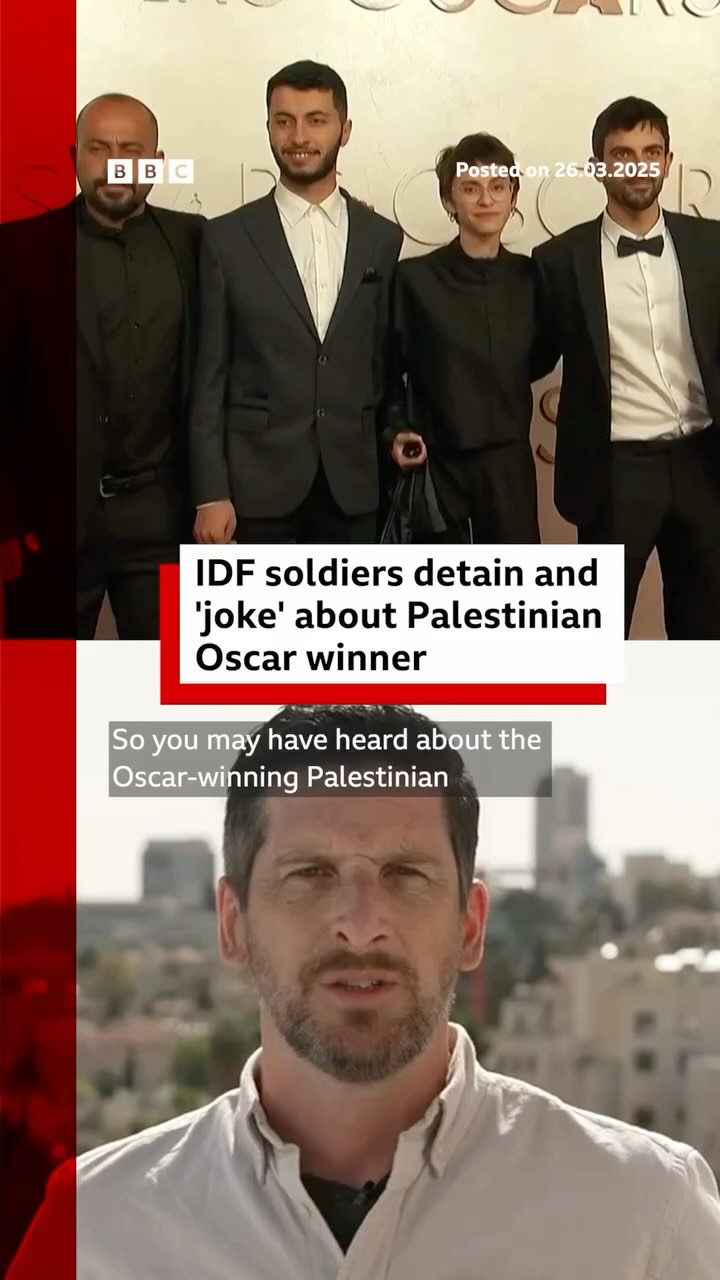 OSCARS
BBC
Posted on 26.03.2025
IDF soldiers detain and
'joke' about Palestinian
Oscar winner
So you may have heard about the
Oscar-winning Palestinian